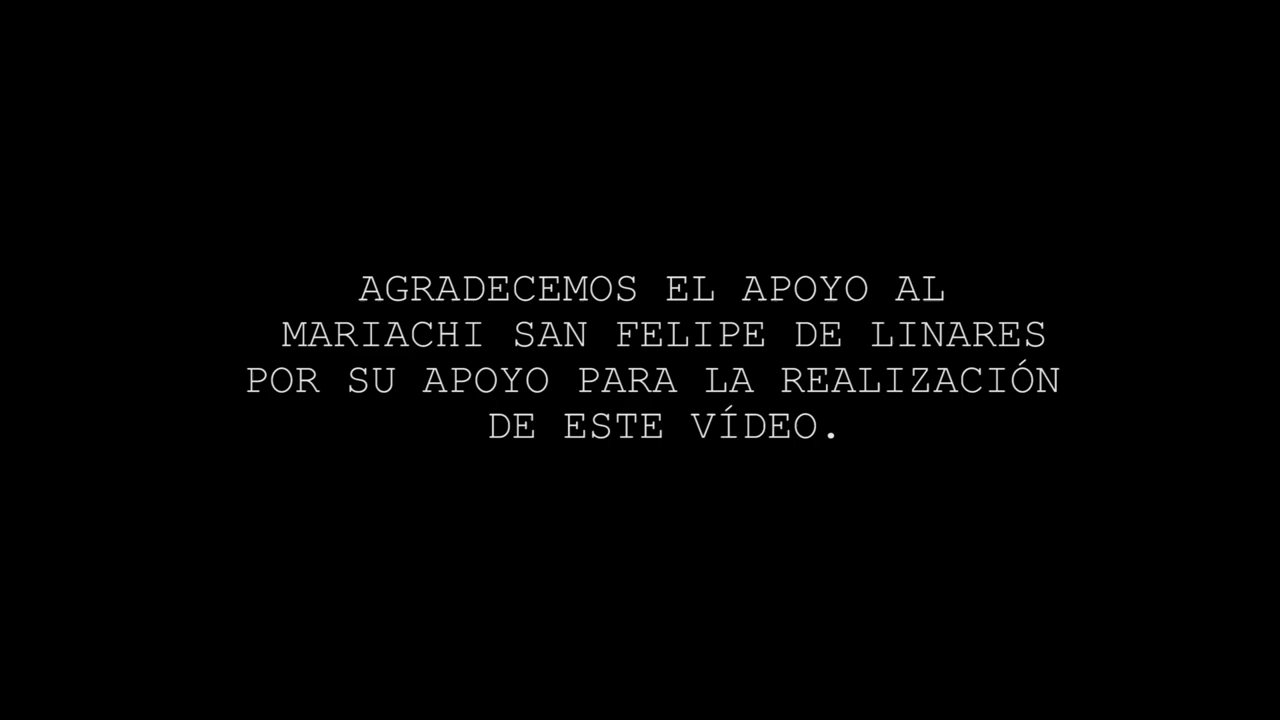 AGRADECEMOS EL APOYO AL
MARIACHI SAN FELIPE DE LINARES
POR SU APOYO PARA LA REALIZACIÓN
DE ESTE VÍDEO.